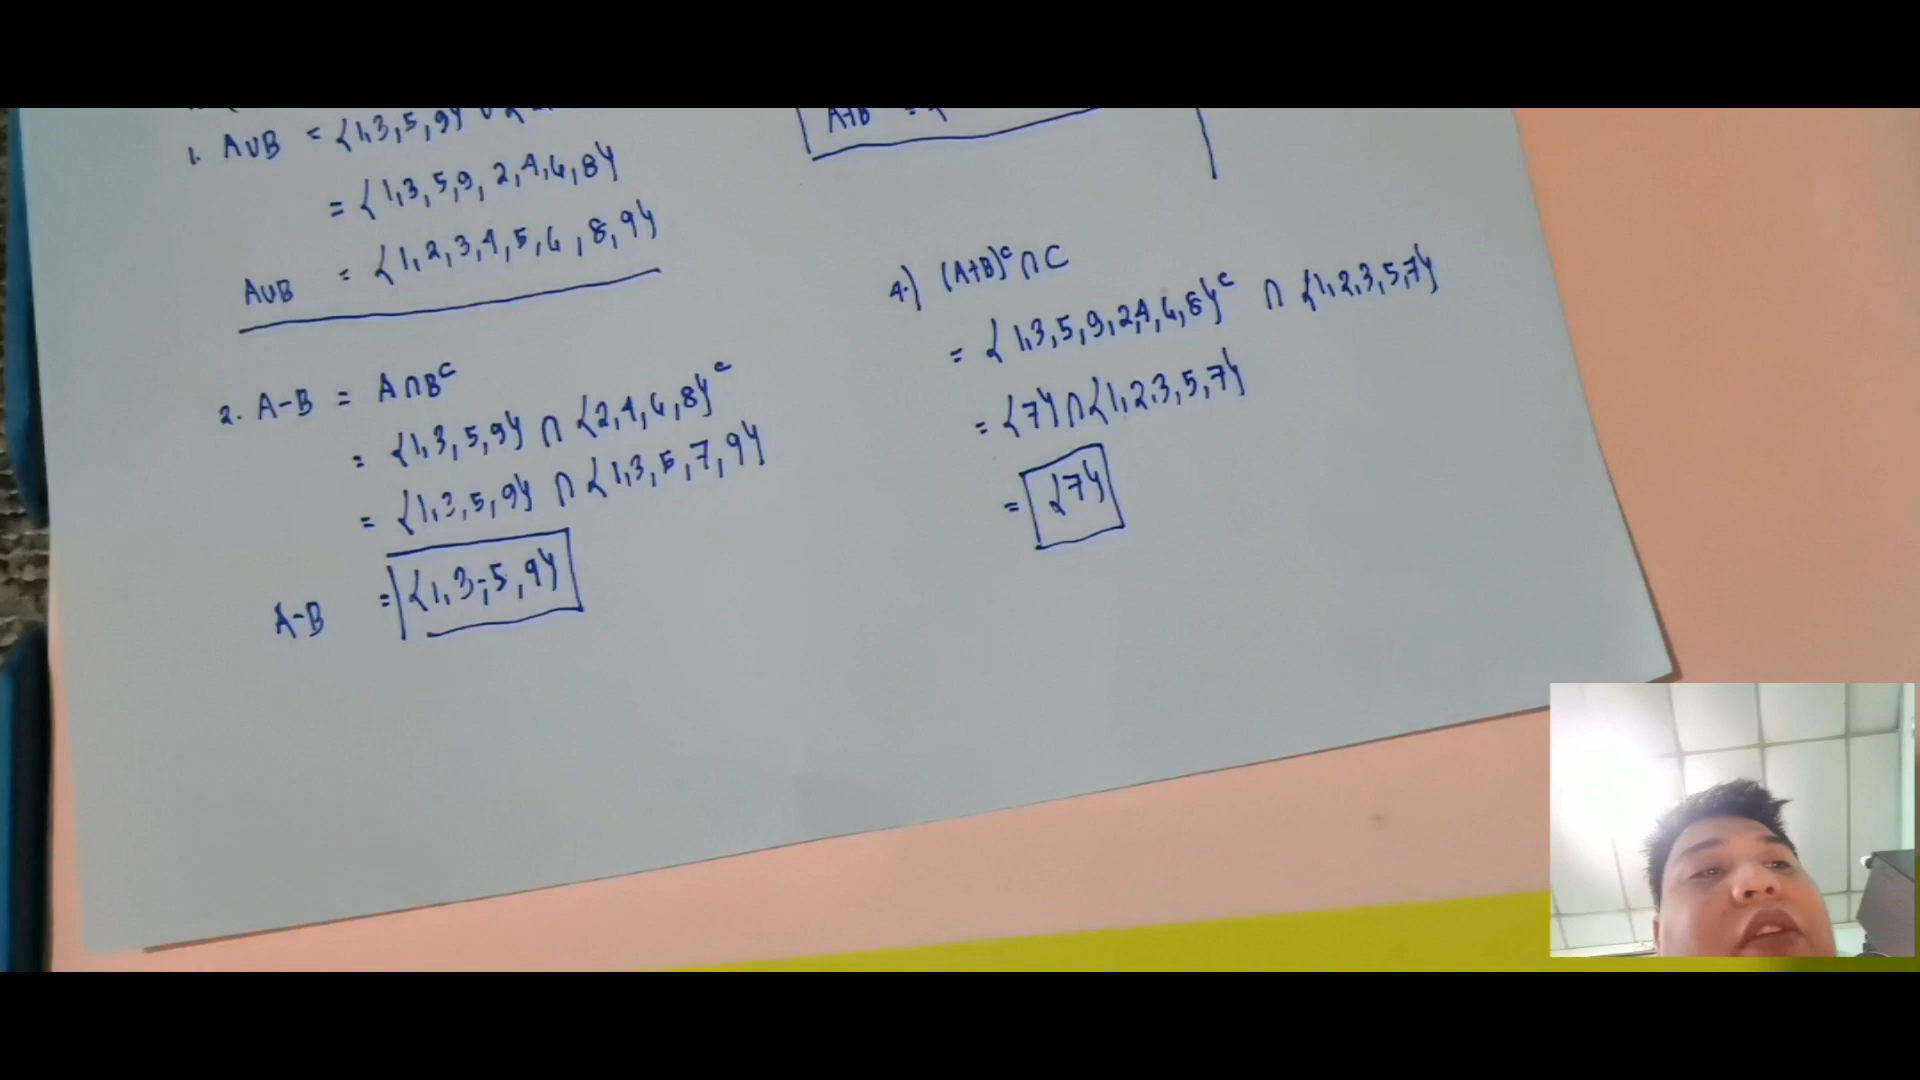 1. A∪B = {1,3,5,9} ∪ {2,
= {1,3,5,9, 2,4,6,8}
A∪B = {1,2,3,4,5,6,8,9}
2. A-B = A∩Bᶜ
= {1,3,5,9} ∩ {2,4,6,8}ᶜ
= {1,3,5,9} ∩ {1,3,5,7,9}
A-B = {1,3,5,9}
A+B = {
4.) (A+B)ᶜ∩C
= {1,3,5,9,2,4,6,8}ᶜ ∩ {1,2,3,5,7}
= {7}∩{1,2,3,5,7}
= {7}